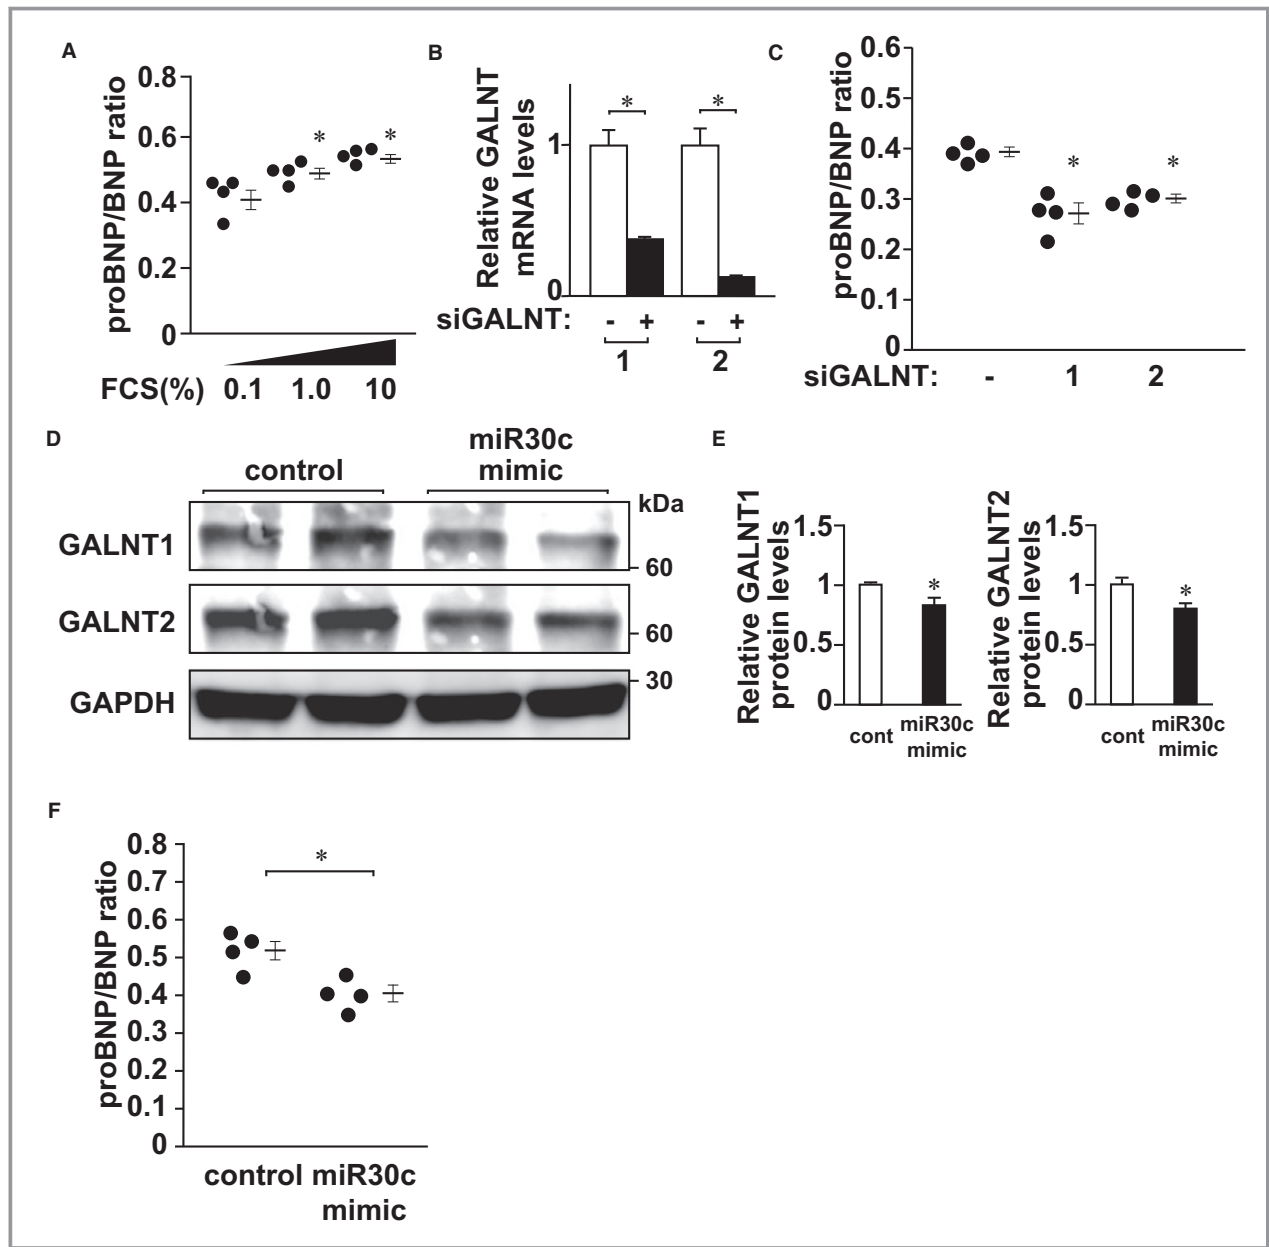 A
proBNP/BNP ratio
0.8
0.6
0.4
0.2
0
*
*
FCS(%) 0.1 1.0 10
B
Relative GALNT
mRNA levels
1
0
*
*
siGALNT: - + - +
1 2
C
proBNP/BNP ratio
0.6
0.5
0.4
0.3
0.2
0.1
0
*
*
siGALNT: - 1 2
D
control
miR30c
mimic
kDa
GALNT1
60
GALNT2
60
30
GAPDH
E
Relative GALNT1
protein levels
1.5
1
0.5
0
*
cont miR30c
mimic
Relative GALNT2
protein levels
1.5
1
0.5
0
*
cont miR30c
mimic
F
proBNP/BNP ratio
0.8
0.7
0.6
0.5
0.4
0.3
0.2
0.1
0
*
control miR30c
mimic